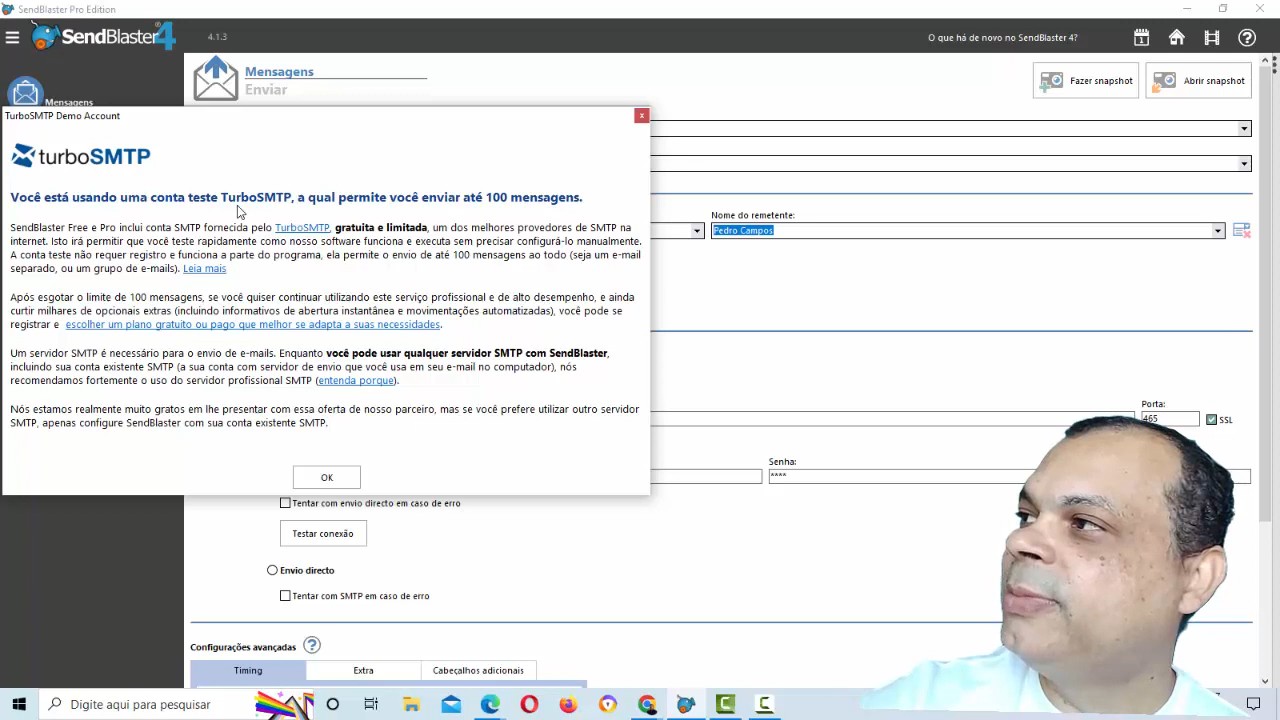 SendBlaster Pro Edition
SendBlaster 4
4.1.3
O que há de novo no SendBlaster 4?
Mensagens
Enviar
Fazer snapshot
Abrir snapshot
Mensagens
TurboSMTP Demo Account
turboSMTP
Você está usando uma conta teste TurboSMTP, a qual permite você enviar até 100 mensagens.
SendBlaster Free e Pro inclui conta SMTP fornecida pelo TurboSMTP, gratuita e limitada, um dos melhores provedores de SMTP na
internet. Isso irá permitir que você teste rapidamente como nosso software funciona e executa sem precisar configurá-lo manualmente.
A conta teste não requer registro e funciona a parte do programa, ela permite o envio de até 100 mensagens ao todo (seja um e-mail
separado, ou um grupo de e-mails). Leia mais
Após esgotar o limite de 100 mensagens, se você quiser continuar utilizando este serviço profissional e de alto desempenho, e ainda
curtir milhares de opcionais extras (incluindo informativos de abertura instantânea e movimentações automatizadas), você pode se
registrar e escolher um plano gratuito ou pago que melhor se adapta a suas necessidades.
Um servidor SMTP é necessário para o envio de e-mails. Enquanto você pode usar qualquer servidor SMTP com SendBlaster,
incluindo sua conta existente SMTP (a sua conta com servidor de envio que você usa em seu e-mail no computador), nós
recomendamos fortemente o uso do servidor profissional SMTP (entenda porque).
Nós estamos realmente muito gratos em lhe presentar com essa oferta de nosso parceiro, mas se você prefere utilizar outro servidor
SMTP, apenas configure SendBlaster com sua conta existente SMTP.
OK
Nome do remetente:
Pedro Campos
Porta:
465
SSL
Senha:
****
Tentar com envio directo em caso de erro
Testar conexão
Envio directo
Tentar com SMTP em caso de erro
Configurações avançadas
Timing
Extra
Cabeçalhos adicionais
Digite aqui para pesquisar